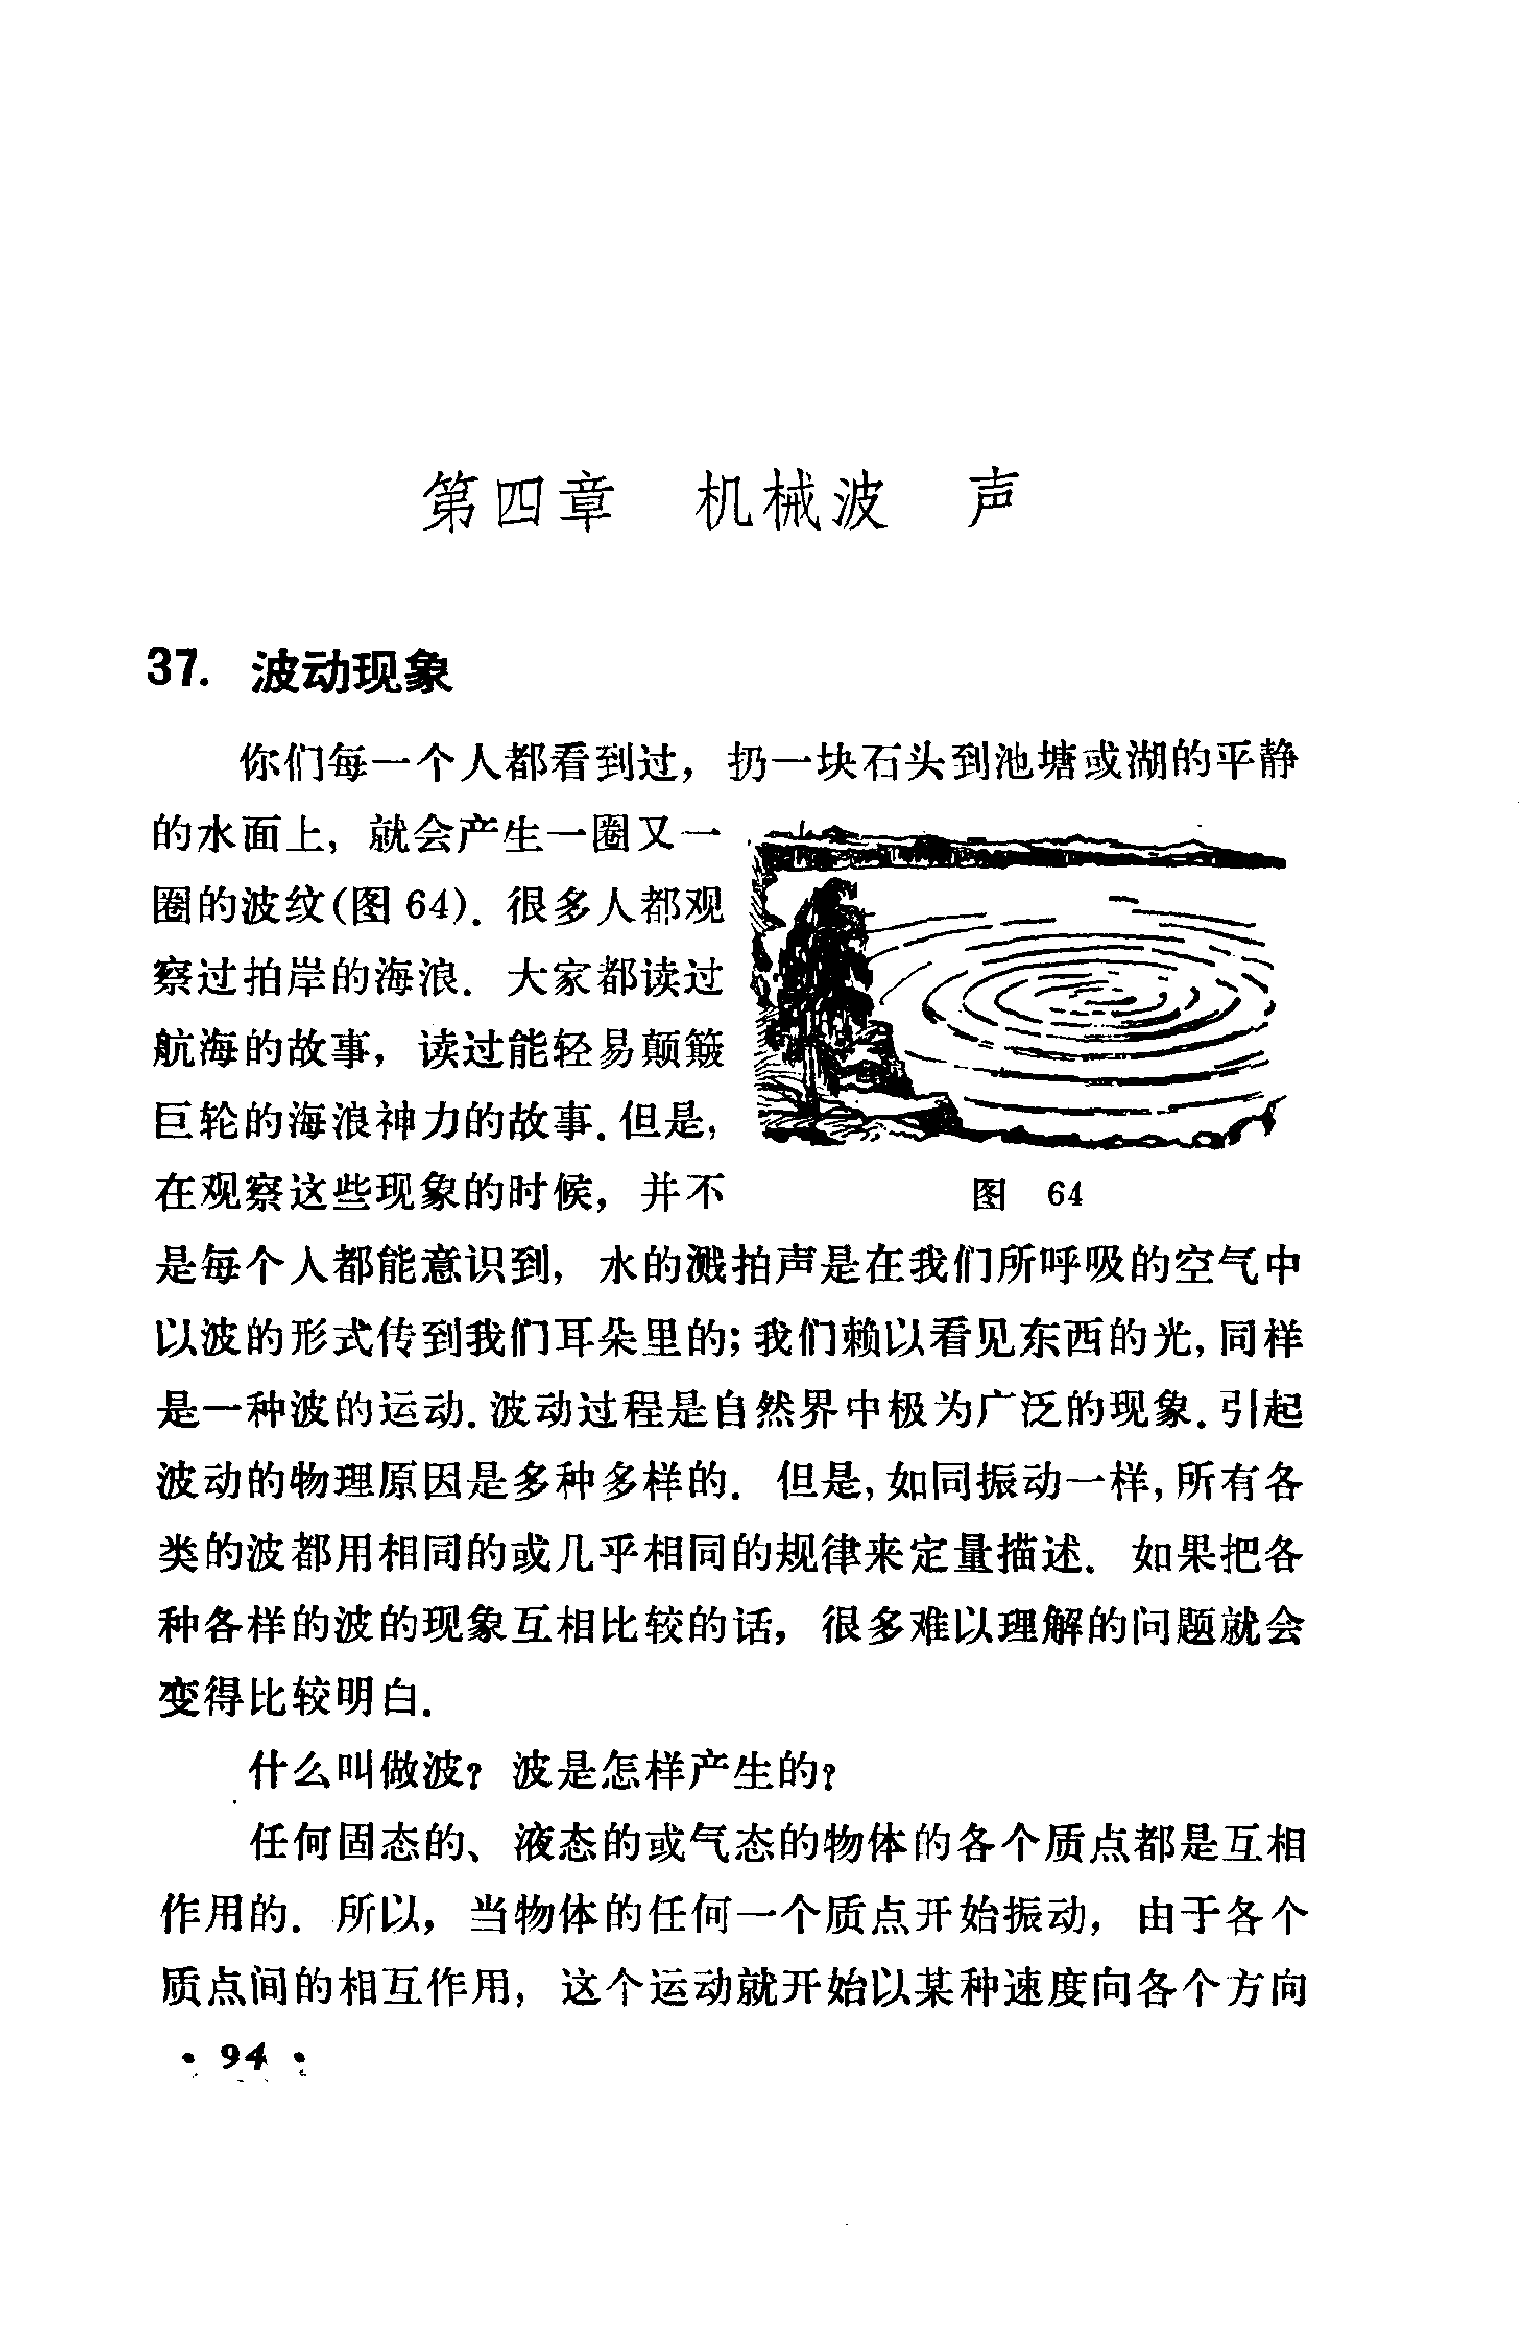 第四章 机械波 声
37. 波动现象
你们每一个人都看到过，扔一块石头到池塘或湖的平静
的水面上，就会产生一圈又一
圈的波纹(图 64)．很多人都观
察过拍岸的海浪．大家都读过
航海的故事，读过能轻易颠簸
巨轮的海浪神力的故事．但是，
在观察这些现象的时候，并不
图 64
是每个人都能意识到，水的溅拍声是在我们所呼吸的空气中
以波的形式传到我们耳朵里的；我们赖以看见东西的光，同样
是一种波的运动．波动过程是自然界中极为广泛的现象．引起
波动的物理原因是多种多样的．但是，如同振动一样，所有各
类的波都用相同的或几乎相同的规律来定量描述．如果把各
种各样的波的现象互相比较的话，很多难以理解的问题就会
变得比较明白．
什么叫做波？波是怎样产生的？
任何固态的、液态的或气态的物体的各个质点都是互相
作用的．所以，当物体的任何一个质点开始振动，由于各个
质点间的相互作用，这个运动就开始以某种速度向各个方向
• 94 •